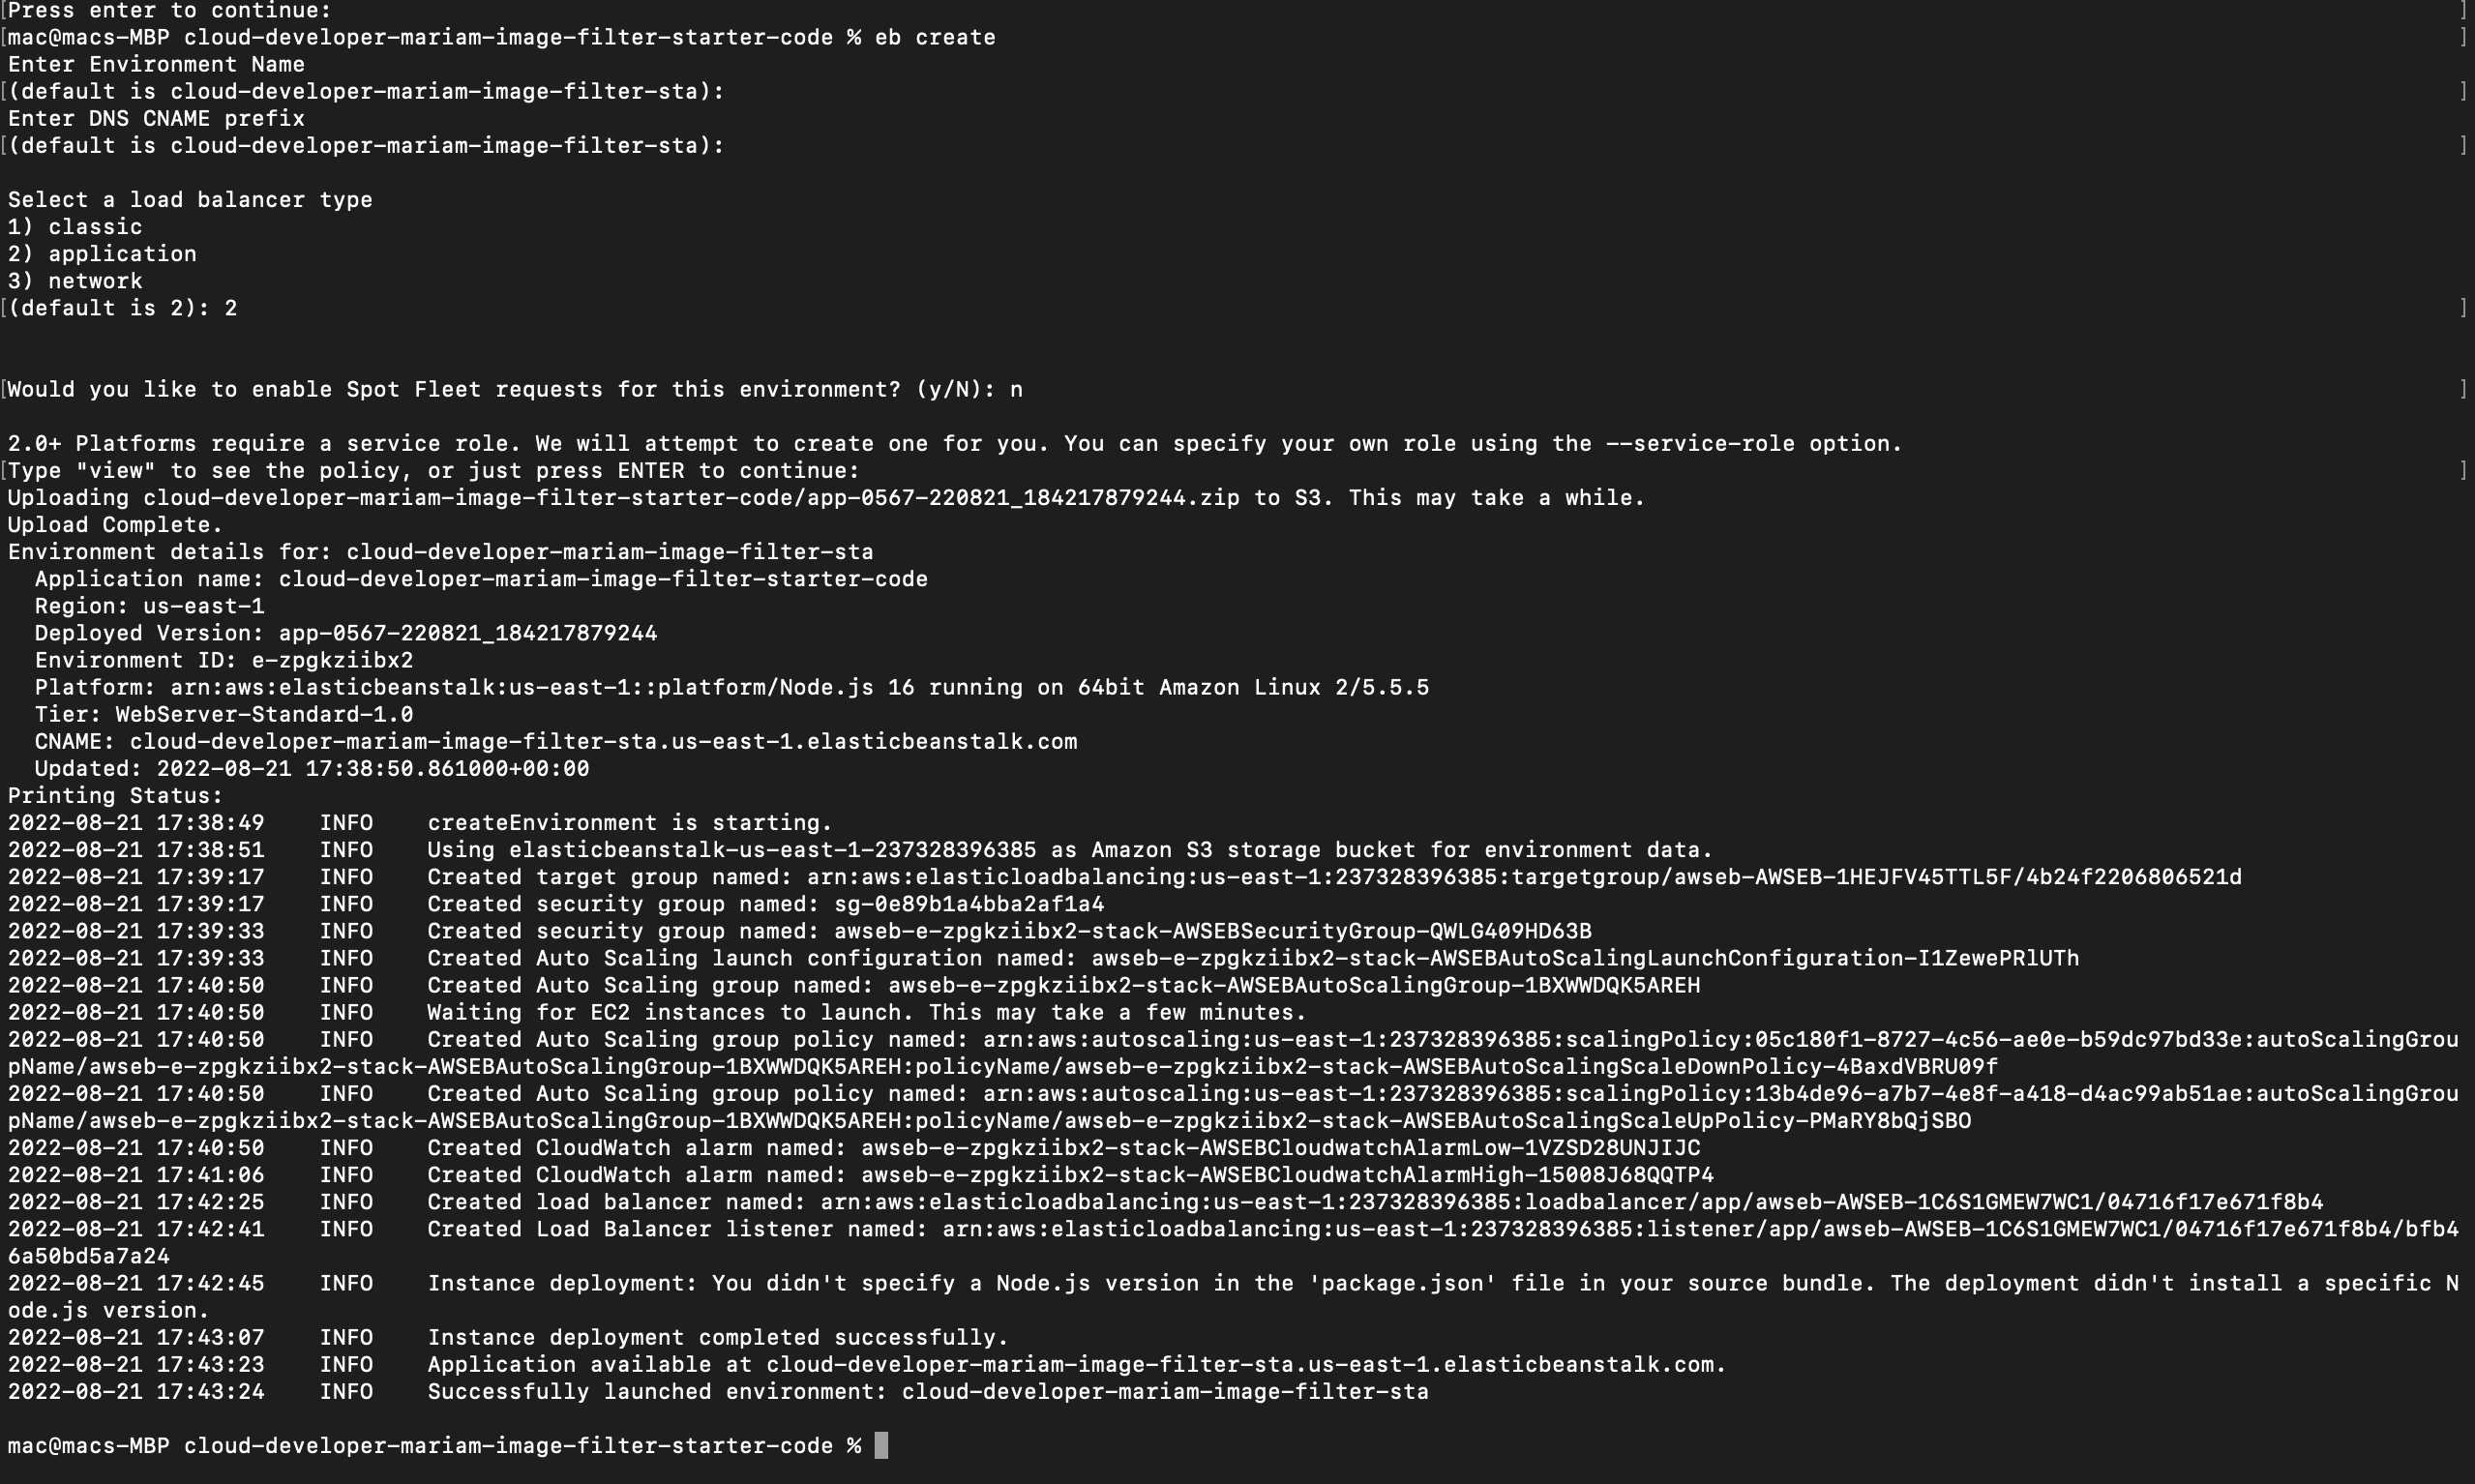 [Press enter to continue: ]
[mac@macs-MBP cloud-developer-mariam-image-filter-starter-code % eb create ]
Enter Environment Name
[(default is cloud-developer-mariam-image-filter-sta): ]
Enter DNS CNAME prefix
[(default is cloud-developer-mariam-image-filter-sta): ]
Select a load balancer type
1) classic
2) application
3) network
[(default is 2): 2 ]
[Would you like to enable Spot Fleet requests for this environment? (y/N): n ]
2.0+ Platforms require a service role. We will attempt to create one for you. You can specify your own role using the --service-role option.
[Type "view" to see the policy, or just press ENTER to continue: ]
Uploading cloud-developer-mariam-image-filter-starter-code/app-0567-220821_184217879244.zip to S3. This may take a while.
Upload Complete.
Environment details for: cloud-developer-mariam-image-filter-sta
  Application name: cloud-developer-mariam-image-filter-starter-code
  Region: us-east-1
  Deployed Version: app-0567-220821_184217879244
  Environment ID: e-zpgkziibx2
  Platform: arn:aws:elasticbeanstalk:us-east-1::platform/Node.js 16 running on 64bit Amazon Linux 2/5.5.5
  Tier: WebServer-Standard-1.0
  CNAME: cloud-developer-mariam-image-filter-sta.us-east-1.elasticbeanstalk.com
  Updated: 2022-08-21 17:38:50.861000+00:00
Printing Status:
2022-08-21 17:38:49    INFO    createEnvironment is starting.
2022-08-21 17:38:51    INFO    Using elasticbeanstalk-us-east-1-237328396385 as Amazon S3 storage bucket for environment data.
2022-08-21 17:39:17    INFO    Created target group named: arn:aws:elasticloadbalancing:us-east-1:237328396385:targetgroup/awseb-AWSEB-1HEJFV45TTL5F/4b24f2206806521d
2022-08-21 17:39:17    INFO    Created security group named: sg-0e89b1a4bba2af1a4
2022-08-21 17:39:33    INFO    Created security group named: awseb-e-zpgkziibx2-stack-AWSEBSecurityGroup-QWLG409HD63B
2022-08-21 17:39:33    INFO    Created Auto Scaling launch configuration named: awseb-e-zpgkziibx2-stack-AWSEBAutoScalingLaunchConfiguration-I1ZewePRlUTh
2022-08-21 17:40:50    INFO    Created Auto Scaling group named: awseb-e-zpgkziibx2-stack-AWSEBAutoScalingGroup-1BXWWDQK5AREH
2022-08-21 17:40:50    INFO    Waiting for EC2 instances to launch. This may take a few minutes.
2022-08-21 17:40:50    INFO    Created Auto Scaling group policy named: arn:aws:autoscaling:us-east-1:237328396385:scalingPolicy:05c180f1-8727-4c56-ae0e-b59dc97bd33e:autoScalingGrou
pName/awseb-e-zpgkziibx2-stack-AWSEBAutoScalingGroup-1BXWWDQK5AREH:policyName/awseb-e-zpgkziibx2-stack-AWSEBAutoScalingScaleDownPolicy-4BaxdVBRU09f
2022-08-21 17:40:50    INFO    Created Auto Scaling group policy named: arn:aws:autoscaling:us-east-1:237328396385:scalingPolicy:13b4de96-a7b7-4e8f-a418-d4ac99ab51ae:autoScalingGrou
pName/awseb-e-zpgkziibx2-stack-AWSEBAutoScalingGroup-1BXWWDQK5AREH:policyName/awseb-e-zpgkziibx2-stack-AWSEBAutoScalingScaleUpPolicy-PMaRY8bQjSBO
2022-08-21 17:40:50    INFO    Created CloudWatch alarm named: awseb-e-zpgkziibx2-stack-AWSEBCloudwatchAlarmLow-1VZSD28UNJIJC
2022-08-21 17:41:06    INFO    Created CloudWatch alarm named: awseb-e-zpgkziibx2-stack-AWSEBCloudwatchAlarmHigh-15008J68QQTP4
2022-08-21 17:42:25    INFO    Created load balancer named: arn:aws:elasticloadbalancing:us-east-1:237328396385:loadbalancer/app/awseb-AWSEB-1C6S1GMEW7WC1/04716f17e671f8b4
2022-08-21 17:42:41    INFO    Created Load Balancer listener named: arn:aws:elasticloadbalancing:us-east-1:237328396385:listener/app/awseb-AWSEB-1C6S1GMEW7WC1/04716f17e671f8b4/bfb4
6a50bd5a7a24
2022-08-21 17:42:45    INFO    Instance deployment: You didn't specify a Node.js version in the 'package.json' file in your source bundle. The deployment didn't install a specific N
ode.js version.
2022-08-21 17:43:07    INFO    Instance deployment completed successfully.
2022-08-21 17:43:23    INFO    Application available at cloud-developer-mariam-image-filter-sta.us-east-1.elasticbeanstalk.com.
2022-08-21 17:43:24    INFO    Successfully launched environment: cloud-developer-mariam-image-filter-sta
mac@macs-MBP cloud-developer-mariam-image-filter-starter-code %